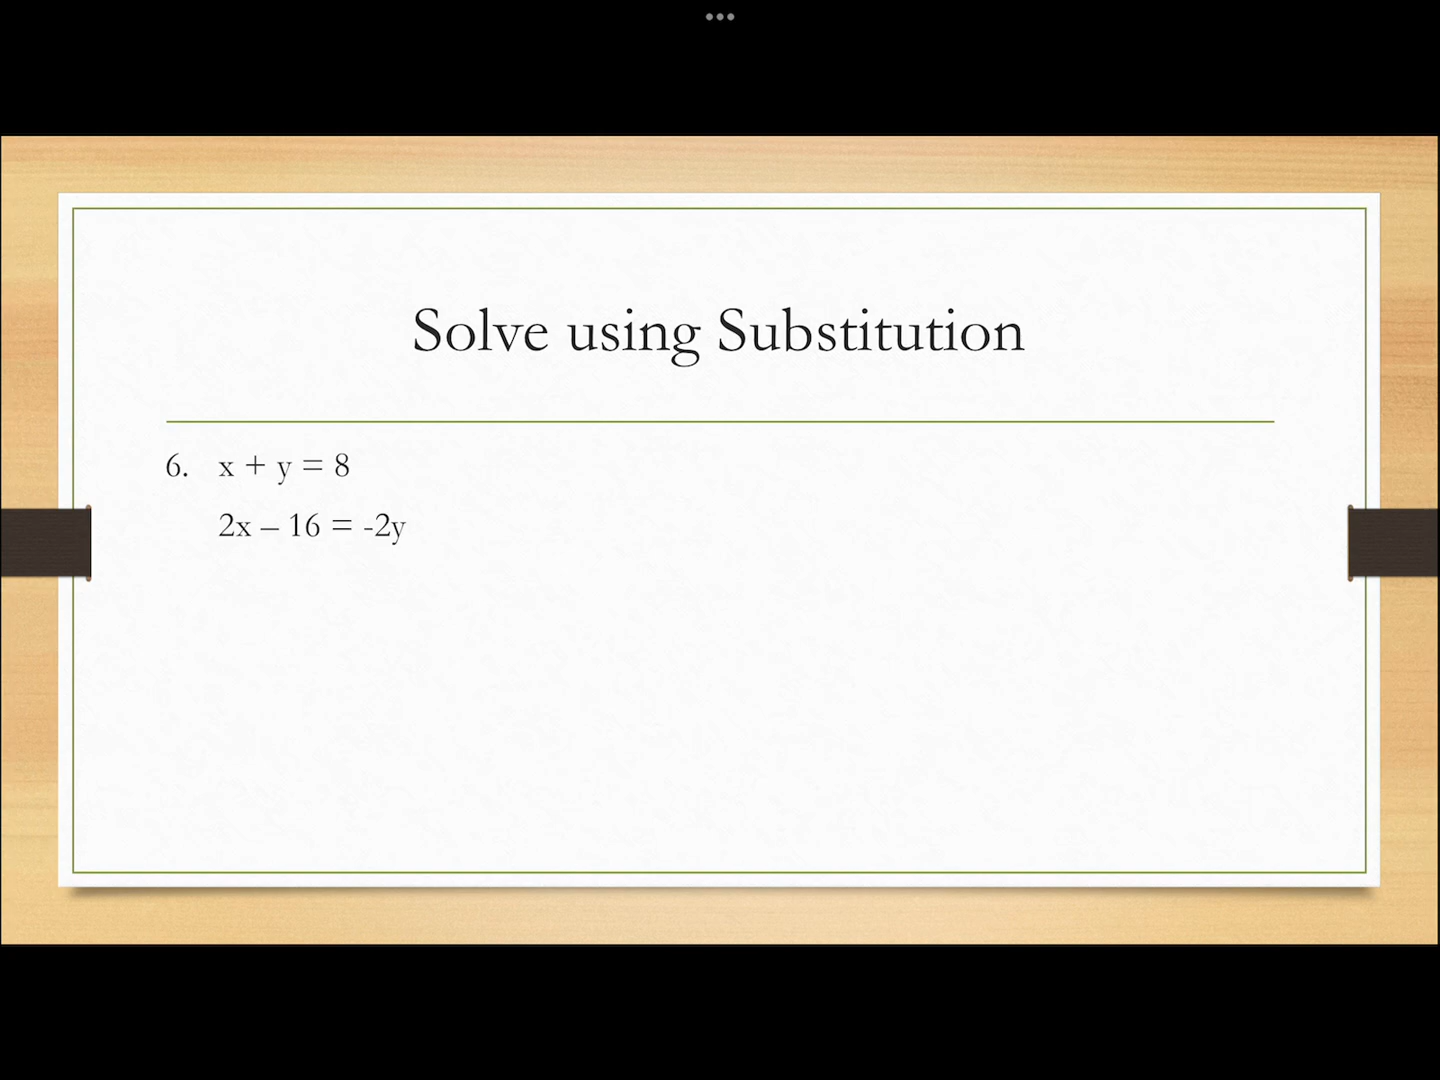 Solve using Substitution
6. x + y = 8
2x – 16 = -2y